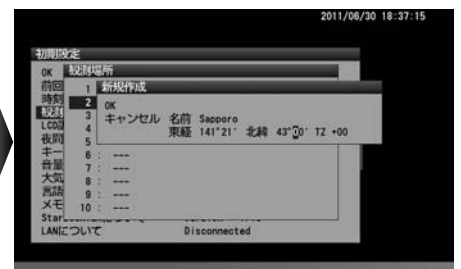 2011/06/30 18:37:15
初期設定
OK 観測場所
前回 1 新規作成
時刻 2 OK
観測 3 キャンセル 名前 Sapporo
LCD 4 東経 141°21' 北緯 43°00' TZ +00
夜間 5
キー 6 : ---
音量 7 : ---
大気 8 : ---
言語 9 : ---
メモ 10 : ---
Star
LANについて Disconnected